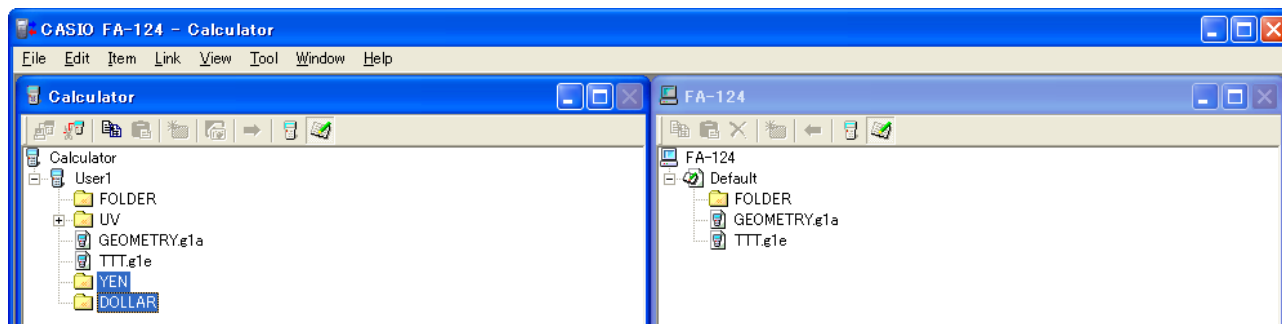 CASIO FA-124 - Calculator
File Edit Item Link View Tool Window Help
Calculator
Calculator
User1
FOLDER
UV
GEOMETRY.g1a
TTT.g1e
YEN
DOLLAR
FA-124
FA-124
Default
FOLDER
GEOMETRY.g1a
TTT.g1e